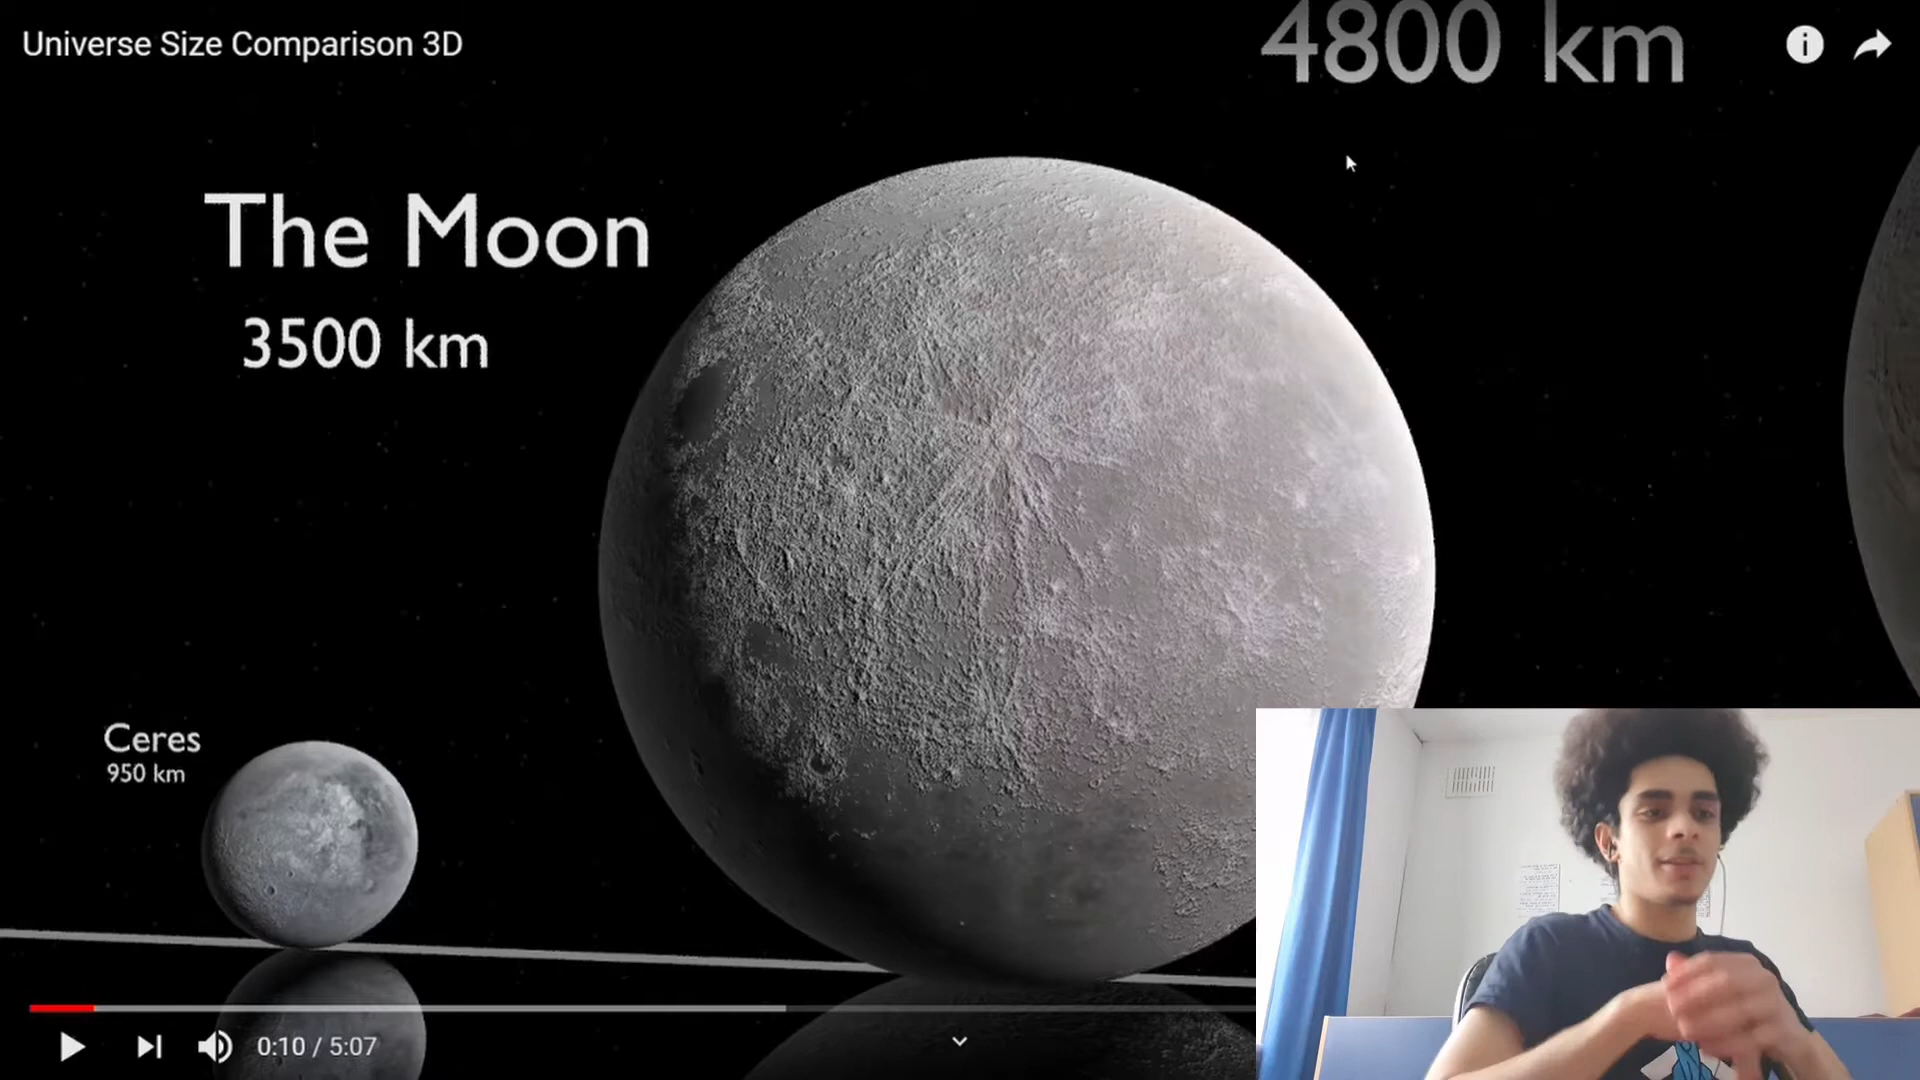 Universe Size Comparison 3D
4800 km
The Moon
3500 km
Ceres
950 km
0:10 / 5:07